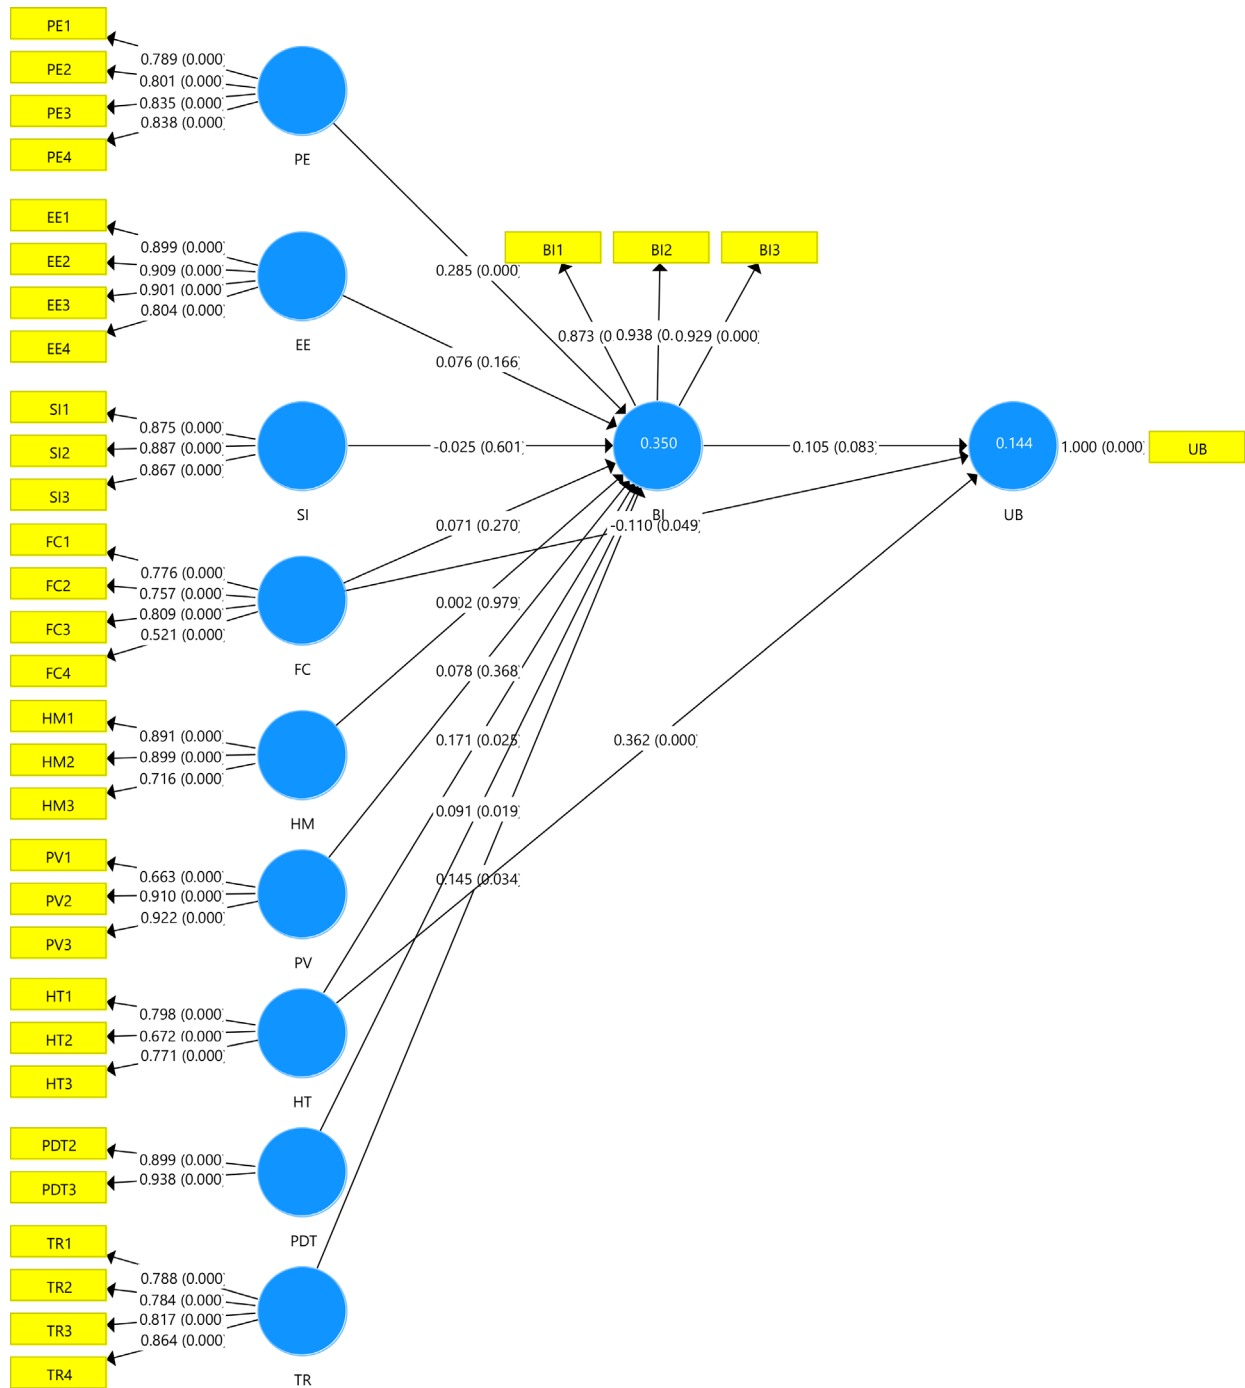 PE1
PE2
PE3
PE4
0.789 (0.000)
0.801 (0.000)
0.835 (0.000)
0.838 (0.000)
PE
EE1
EE2
EE3
EE4
0.899 (0.000)
0.909 (0.000)
0.901 (0.000)
0.804 (0.000)
EE
SI1
SI2
SI3
0.875 (0.000)
0.887 (0.000)
0.867 (0.000)
SI
FC1
FC2
FC3
FC4
0.776 (0.000)
0.757 (0.000)
0.809 (0.000)
0.521 (0.000)
FC
HM1
HM2
HM3
0.891 (0.000)
0.899 (0.000)
0.716 (0.000)
HM
PV1
PV2
PV3
0.663 (0.000)
0.910 (0.000)
0.922 (0.000)
PV
HT1
HT2
HT3
0.798 (0.000)
0.672 (0.000)
0.771 (0.000)
HT
PDT2
PDT3
0.899 (0.000)
0.938 (0.000)
PDT
TR1
TR2
TR3
TR4
0.788 (0.000)
0.784 (0.000)
0.817 (0.000)
0.864 (0.000)
TR
0.285 (0.000)
0.076 (0.166)
-0.025 (0.601)
0.071 (0.270)
0.002 (0.979)
0.078 (0.368)
0.171 (0.025)
0.091 (0.019)
0.145 (0.034)
BI1
BI2
BI3
0.873 (0.
0.938 (0.
0.929 (0.000)
0.350
BI
0.105 (0.083)
-0.110 (0.049)
0.362 (0.000)
0.144
UB
1.000 (0.000)
UB